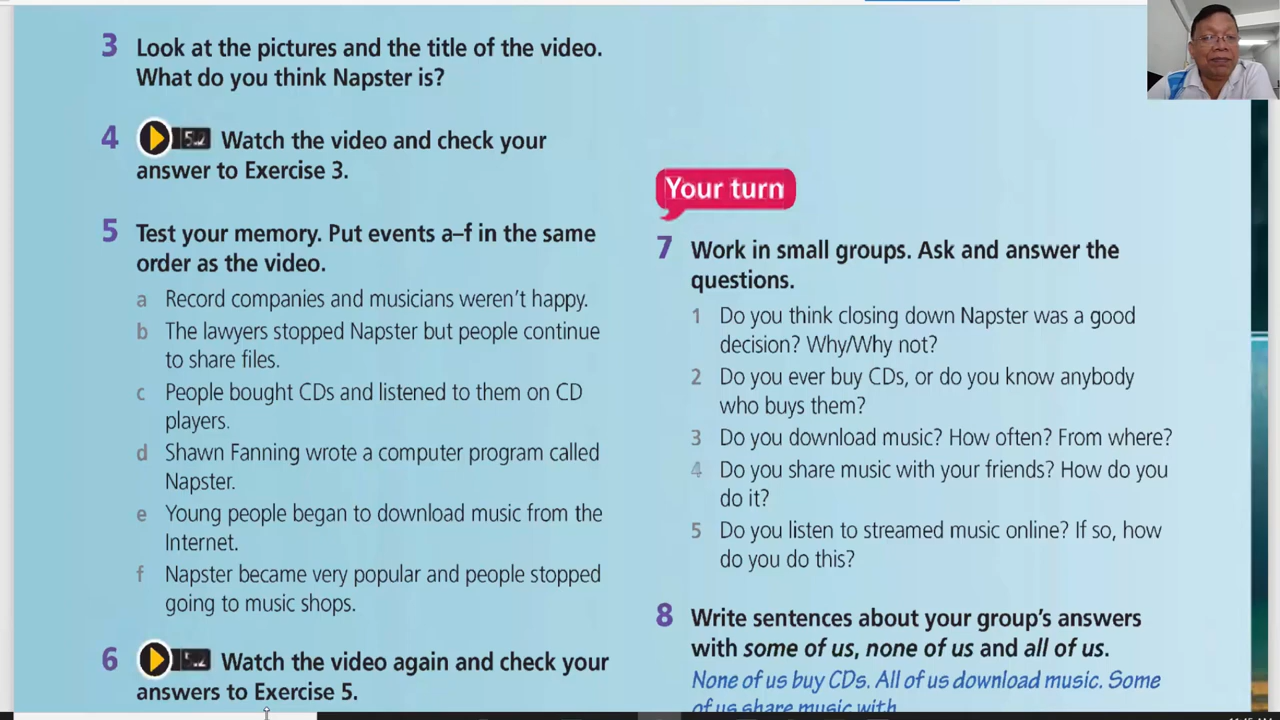 3 Look at the pictures and the title of the video.
What do you think Napster is?
4 5.2 Watch the video and check your
answer to Exercise 3.
5 Test your memory. Put events a–f in the same
order as the video.
a Record companies and musicians weren't happy.
b The lawyers stopped Napster but people continue
to share files.
c People bought CDs and listened to them on CD
players.
d Shawn Fanning wrote a computer program called
Napster.
e Young people began to download music from the
Internet.
f Napster became very popular and people stopped
going to music shops.
6 5.2 Watch the video again and check your
answers to Exercise 5.
Your turn
7 Work in small groups. Ask and answer the
questions.
1 Do you think closing down Napster was a good
decision? Why/Why not?
2 Do you ever buy CDs, or do you know anybody
who buys them?
3 Do you download music? How often? From where?
4 Do you share music with your friends? How do you
do it?
5 Do you listen to streamed music online? If so, how
do you do this?
8 Write sentences about your group's answers
with some of us, none of us and all of us.
None of us buy CDs. All of us download music. Some
of us share music with